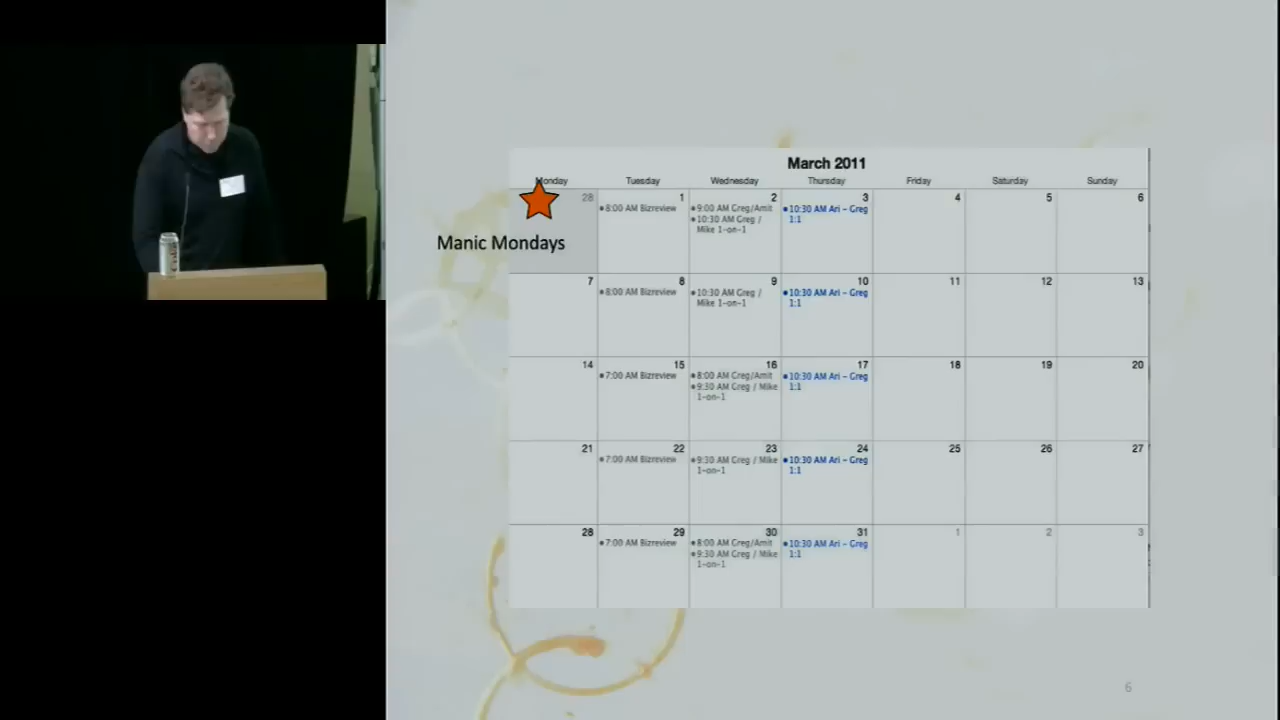 March 2011
Monday Tuesday Wednesday Thursday Friday Saturday Sunday
28 1 2 3 4 5 6
Manic Mondays
8:00 AM Bizreview
9:00 AM Greg/Amit
10:30 AM Greg /
Mike 1-on-1
10:30 AM Ari – Greg
1:1
7 8 9 10 11 12 13
8:00 AM Bizreview
10:30 AM Greg /
Mike 1-on-1
10:30 AM Ari – Greg
1:1
14 15 16 17 18 19 20
7:00 AM Bizreview
8:00 AM Greg/Amit
9:30 AM Greg / Mike
1-on-1
10:30 AM Ari – Greg
1:1
21 22 23 24 25 26 27
7:00 AM Bizreview
9:30 AM Greg / Mike
1-on-1
10:30 AM Ari – Greg
1:1
28 29 30 31 1 2 3
7:00 AM Bizreview
8:00 AM Greg/Amit
9:30 AM Greg / Mike
1-on-1
10:30 AM Ari – Greg
1:1
6